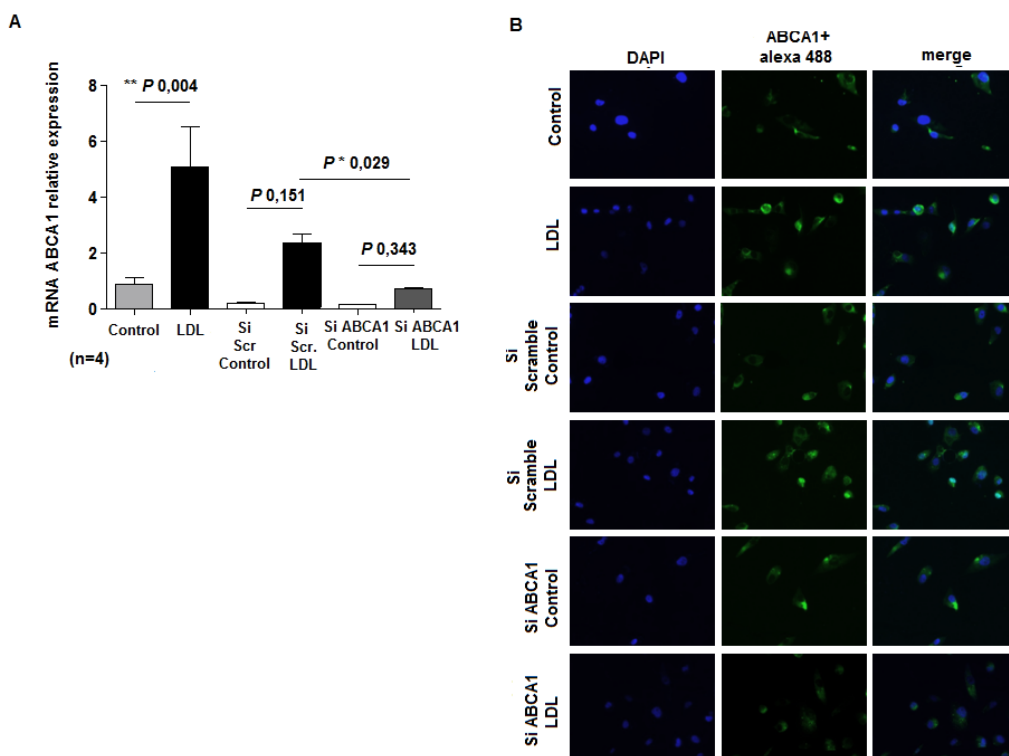 A
mRNA ABCA1 relative expression
8
6
4
2
0
** P 0,004
P * 0,029
P 0,151
P 0,343
Control
LDL
Si
Scr
Control
Si
Scr.
LDL
Si ABCA1
Control
Si ABCA1
LDL
(n=4)
B
DAPI
ABCA1+
alexa 488
merge
Control
LDL
Si
Scramble
Control
Si
Scramble
LDL
Si ABCA1
Control
Si ABCA1
LDL